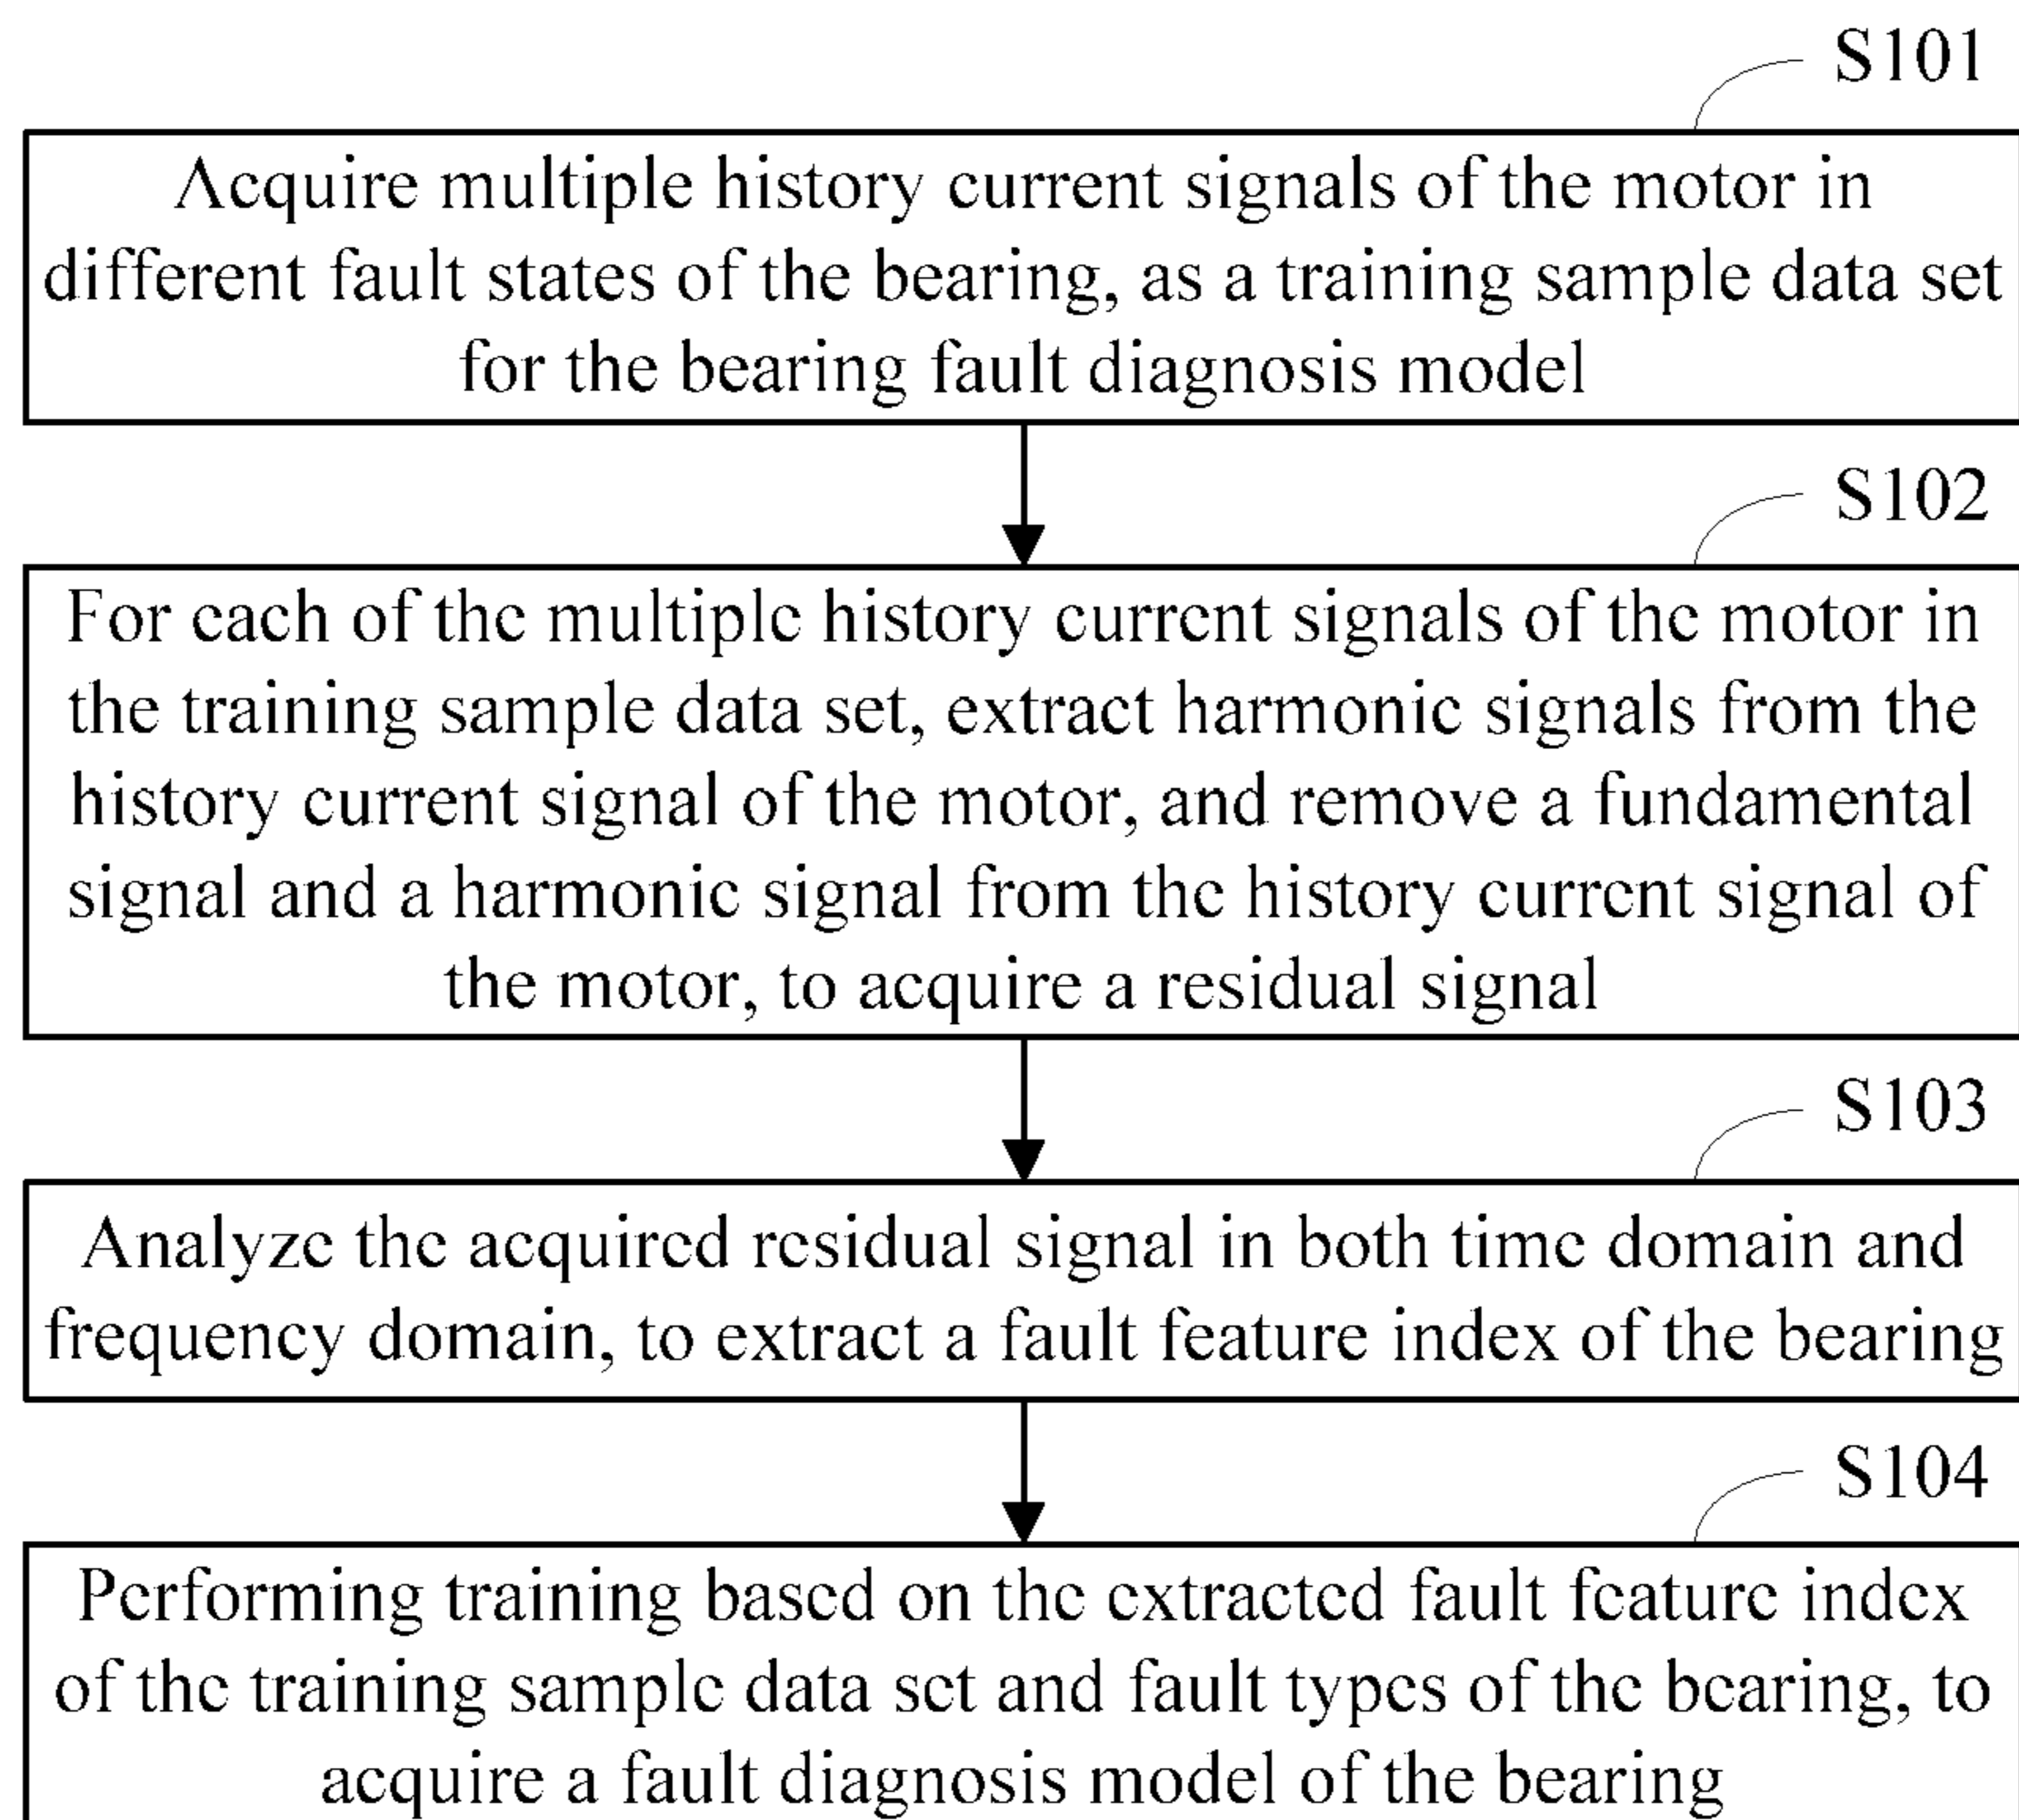 S101
Acquire multiple history current signals of the motor in
different fault states of the bearing, as a training sample data set
for the bearing fault diagnosis model
S102
For each of the multiple history current signals of the motor in
the training sample data set, extract harmonic signals from the
history current signal of the motor, and remove a fundamental
signal and a harmonic signal from the history current signal of
the motor, to acquire a residual signal
S103
Analyze the acquired residual signal in both time domain and
frequency domain, to extract a fault feature index of the bearing
S104
Performing training based on the extracted fault feature index
of the training sample data set and fault types of the bearing, to
acquire a fault diagnosis model of the bearing